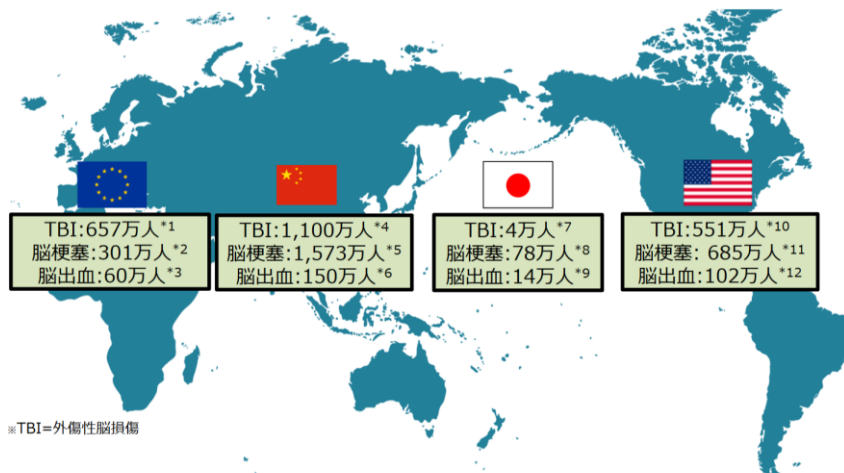 TBI:657万人*1
脳梗塞:301万人*2
脳出血:60万人*3
TBI:1,100万人*4
脳梗塞:1,573万人*5
脳出血:150万人*6
TBI:4万人*7
脳梗塞:78万人*8
脳出血:14万人*9
TBI:551万人*10
脳梗塞: 685万人*11
脳出血:102万人*12
※TBI=外傷性脳損傷